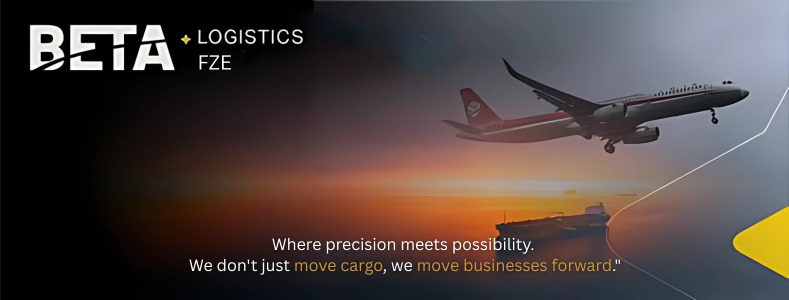 BETA LOGISTICS
FZE
Where precision meets possibility.
We don't just move cargo, we move businesses forward."